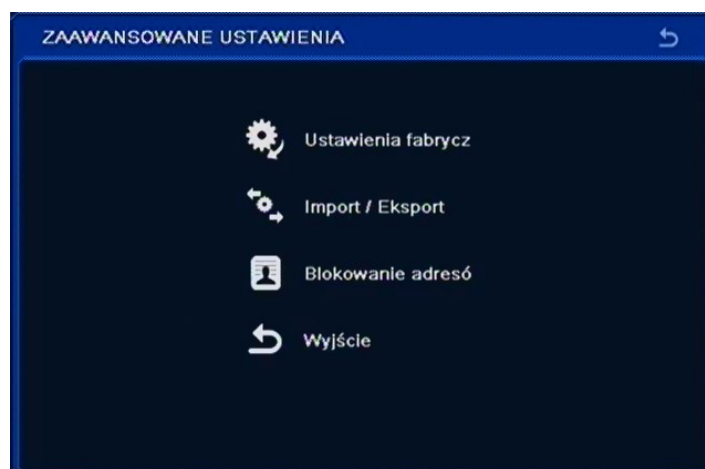 ZAAWANSOWANE USTAWIENIA
Ustawienia fabrycz
Import / Eksport
Blokowanie adresó
Wyjście